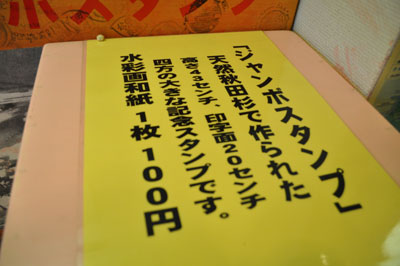 「ジャンボスタンプ」
天然秋田杉で作られた
高さ43センチ、印字面20センチ
四方の大きな記念スタンプです。
水彩画和紙 1枚 100円